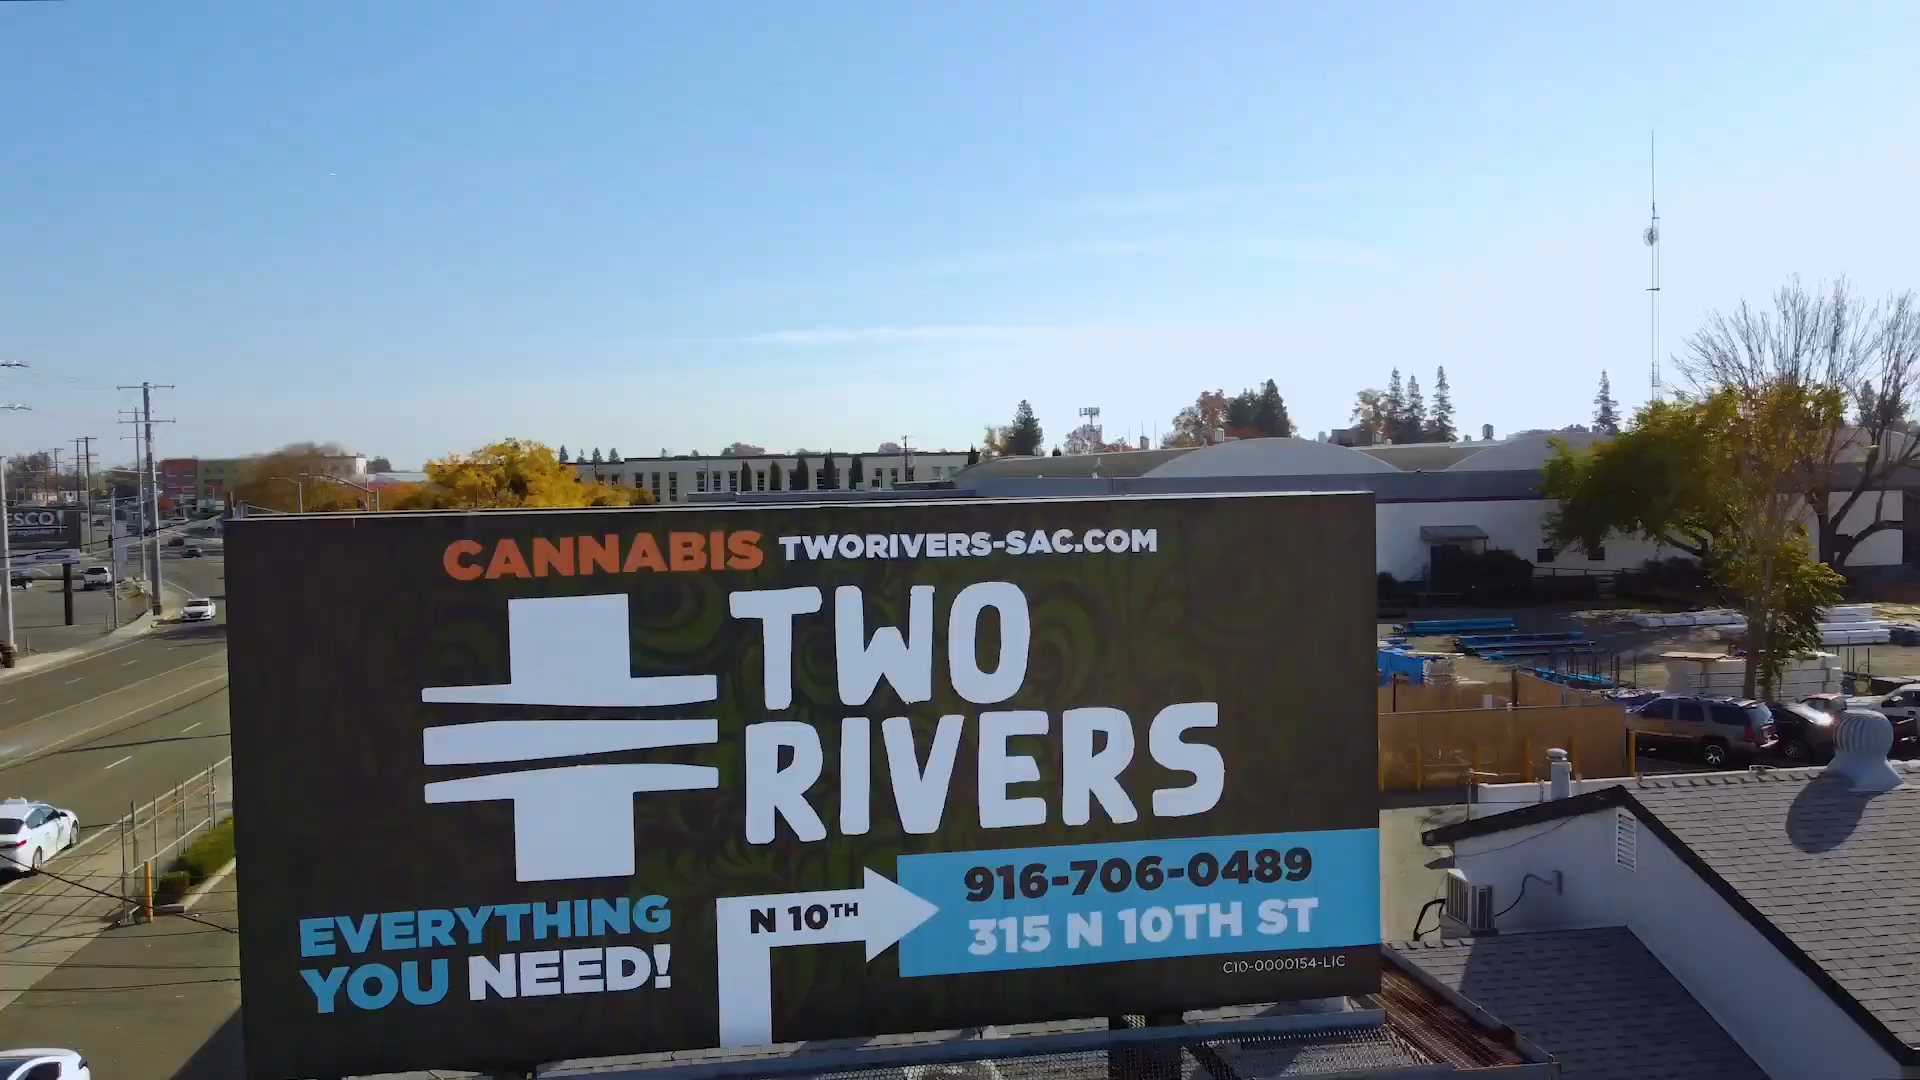 CANNABIS TWORIVERS-SAC.COM
TWO
RIVERS
EVERYTHING
YOU NEED!
N 10TH
916-706-0489
315 N 10TH ST
C10-0000154-LIC